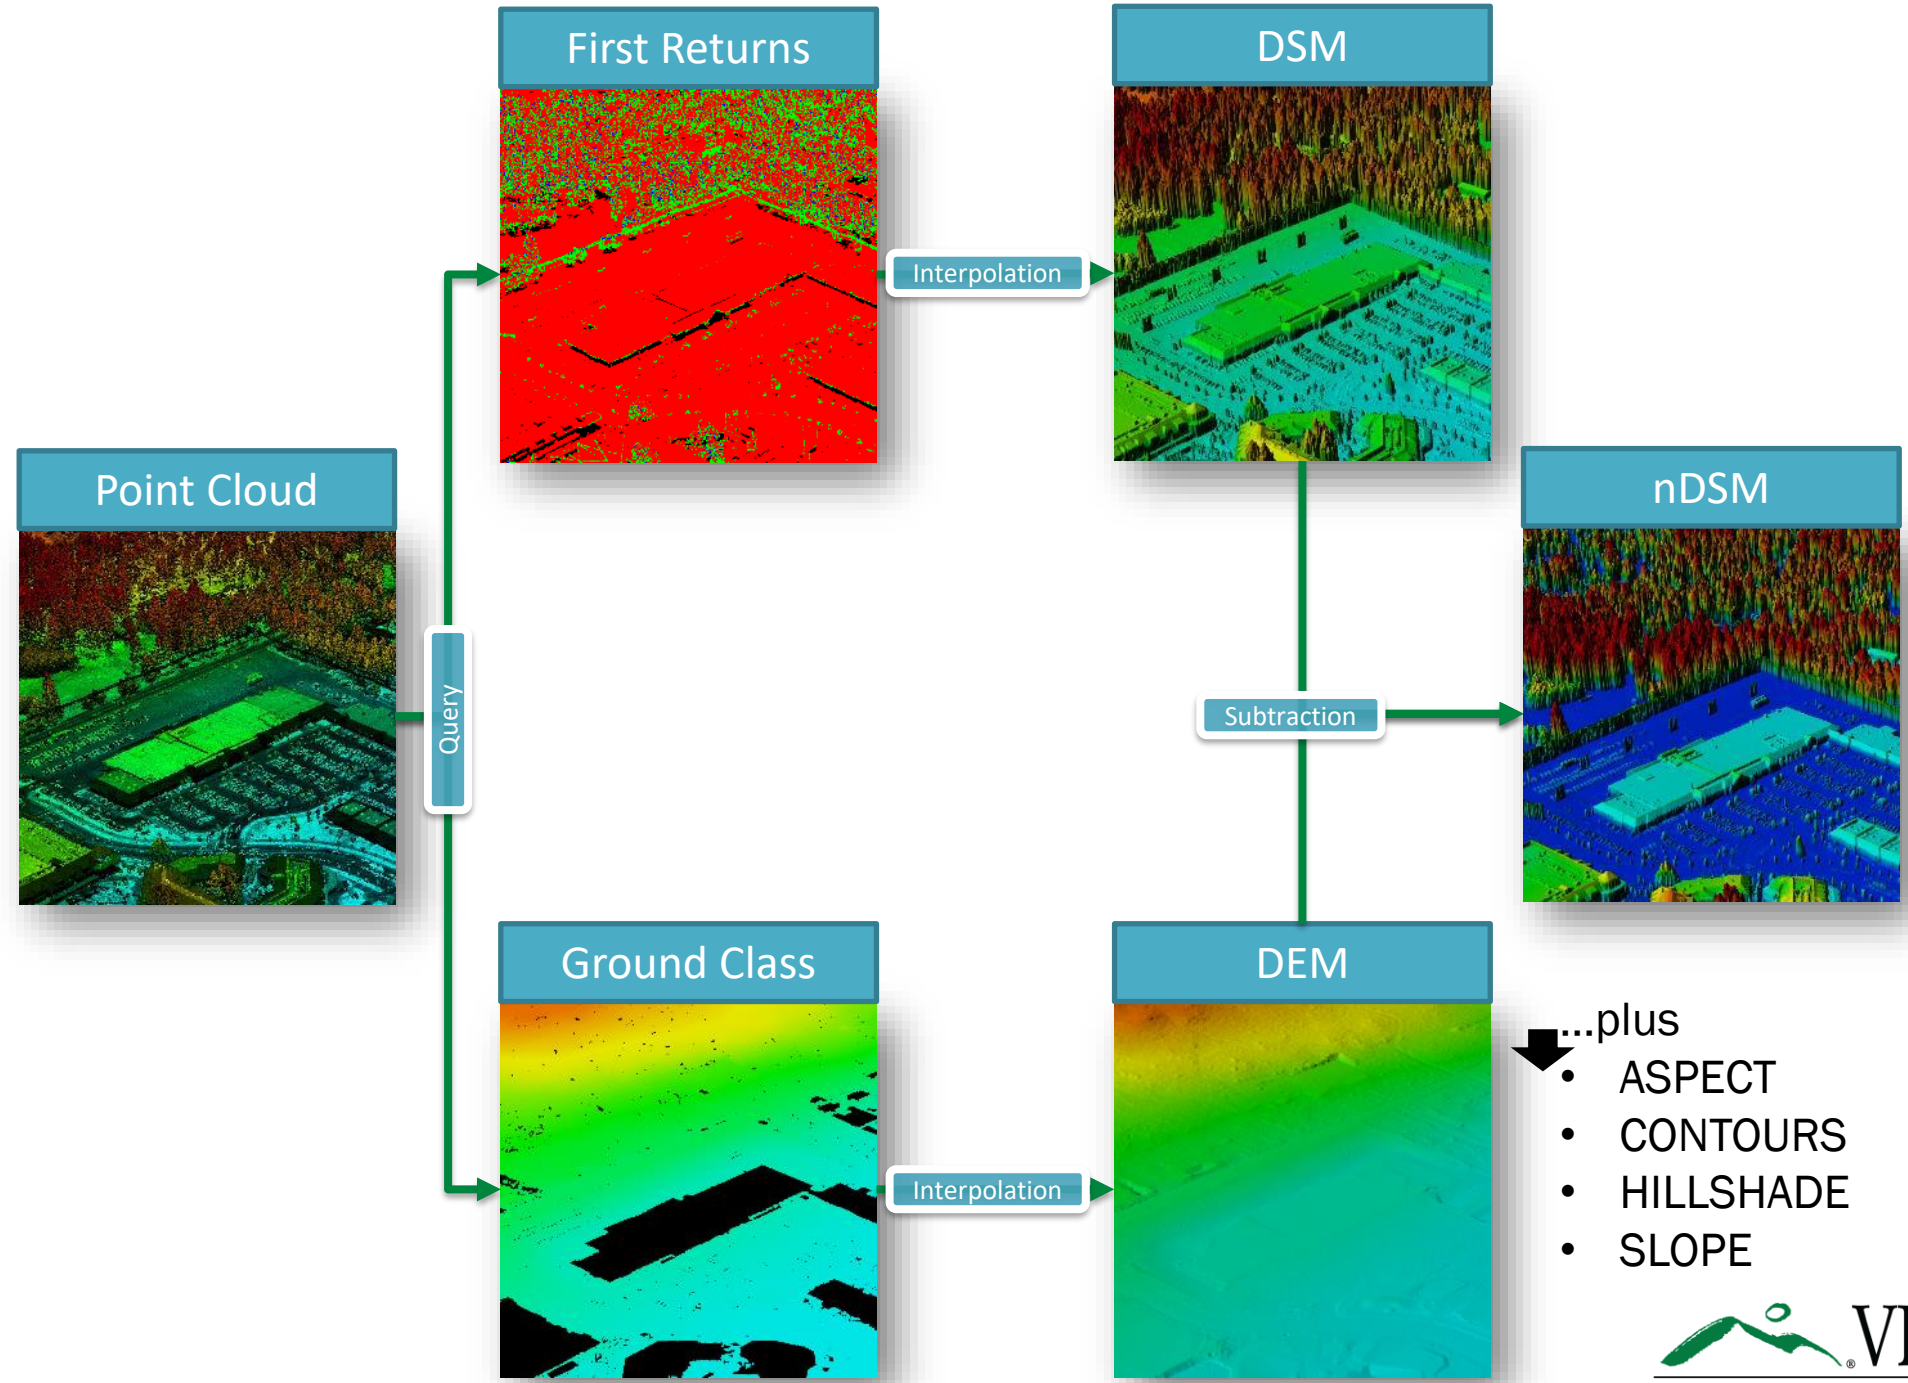 First Returns
DSM
Interpolation
Point Cloud
nDSM
Query
Subtraction
Ground Class
DEM
Interpolation
...plus
• ASPECT
• CONTOURS
• HILLSHADE
• SLOPE